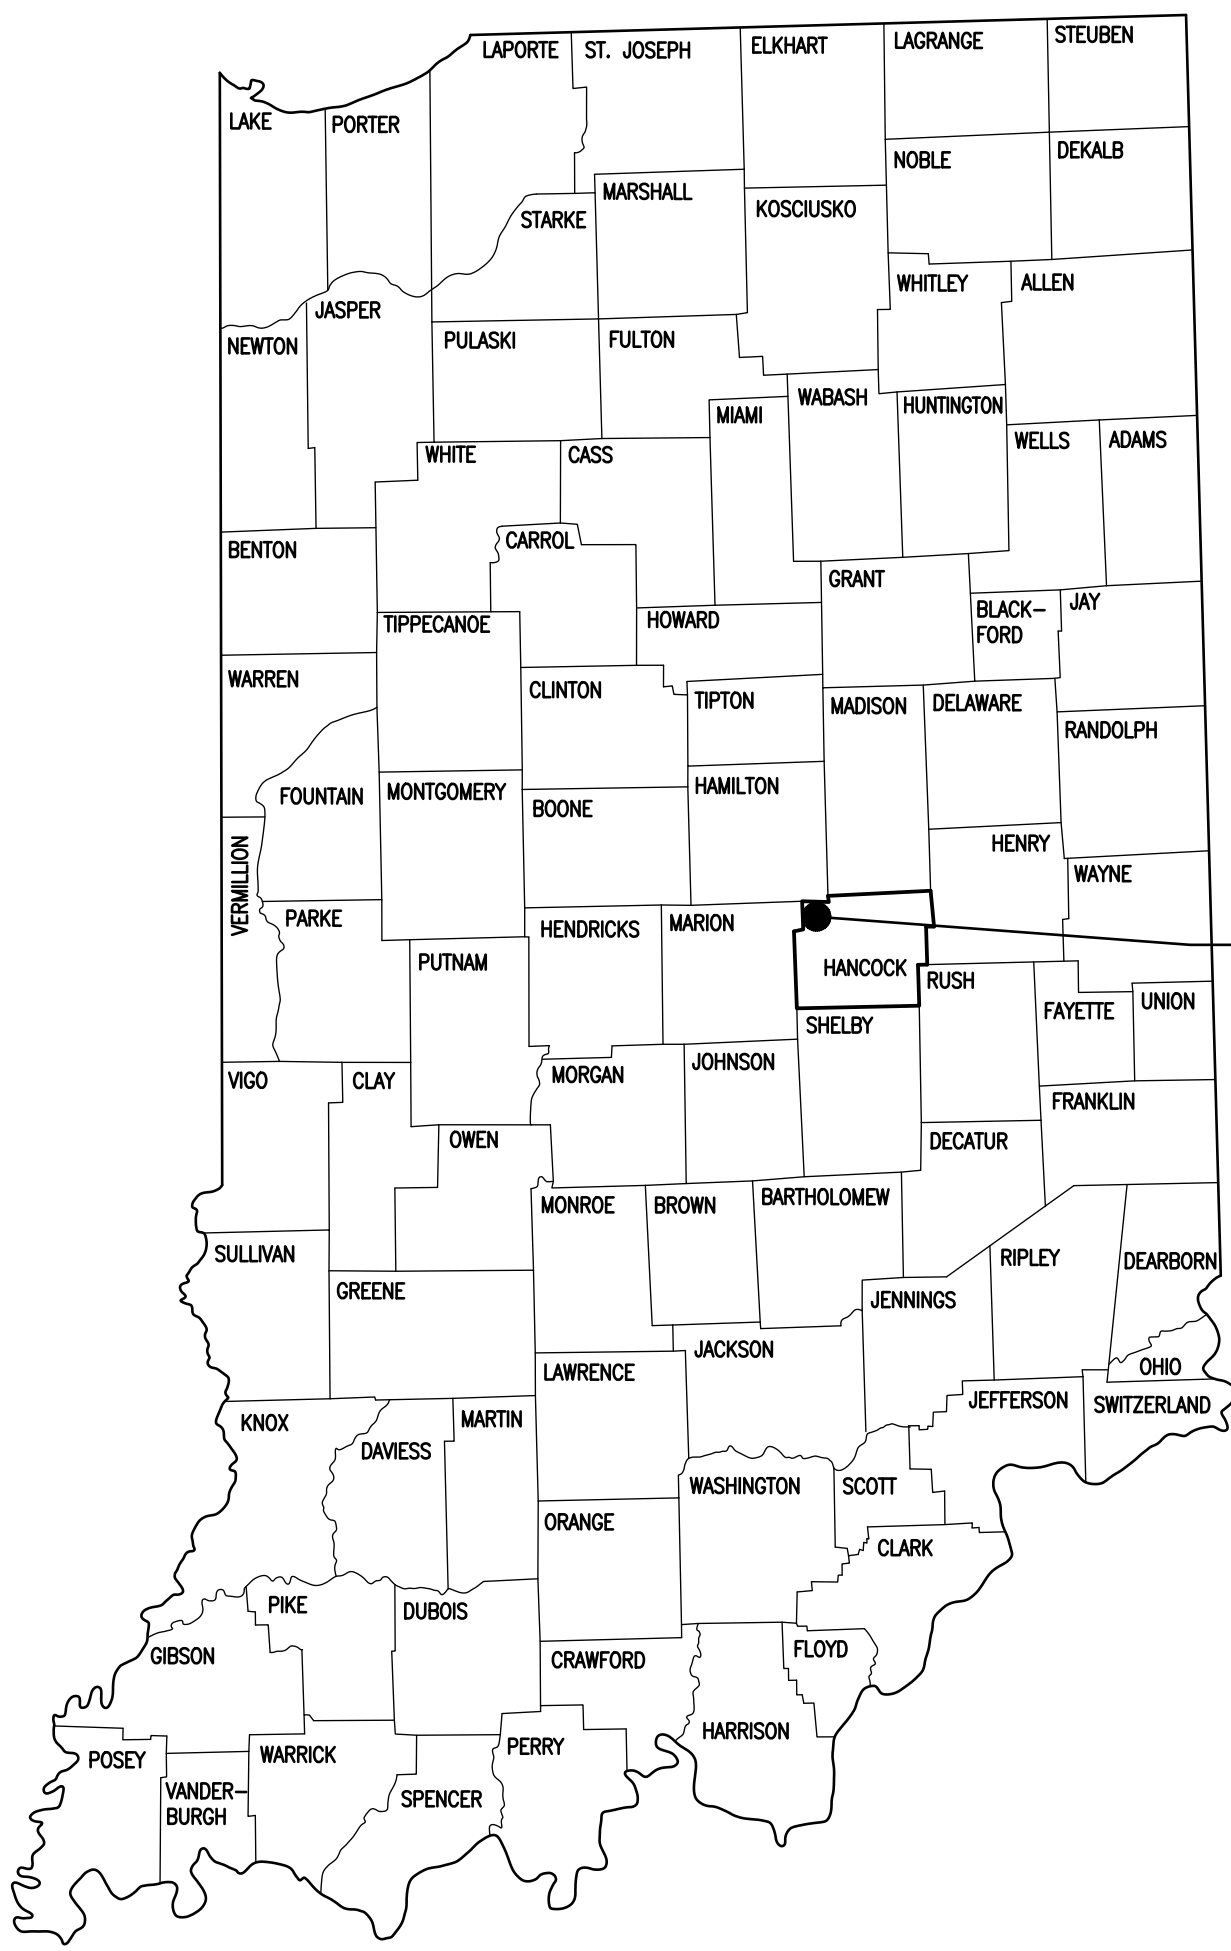 LAPORTE
ST. JOSEPH
ELKHART
LAGRANGE
STEUBEN
LAKE
PORTER
NOBLE
DEKALB
MARSHALL
STARKE
KOSCIUSKO
WHITLEY
ALLEN
JASPER
NEWTON
PULASKI
FULTON
WABASH
HUNTINGTON
MIAMI
WELLS
ADAMS
WHITE
CASS
BENTON
CARROL
GRANT
BLACK-
FORD
JAY
TIPPECANOE
HOWARD
WARREN
CLINTON
TIPTON
MADISON
DELAWARE
RANDOLPH
FOUNTAIN
MONTGOMERY
BOONE
HAMILTON
HENRY
VERMILLION
WAYNE
PARKE
HENDRICKS
MARION
PUTNAM
HANCOCK
RUSH
FAYETTE
UNION
SHELBY
VIGO
CLAY
MORGAN
JOHNSON
FRANKLIN
OWEN
DECATUR
MONROE
BROWN
BARTHOLOMEW
SULLIVAN
RIPLEY
DEARBORN
GREENE
JENNINGS
JACKSON
LAWRENCE
OHIO
JEFFERSON
SWITZERLAND
KNOX
MARTIN
DAVIESS
WASHINGTON
SCOTT
ORANGE
CLARK
PIKE
DUBOIS
GIBSON
CRAWFORD
FLOYD
HARRISON
POSEY
WARRICK
PERRY
VANDER-
BURGH
SPENCER